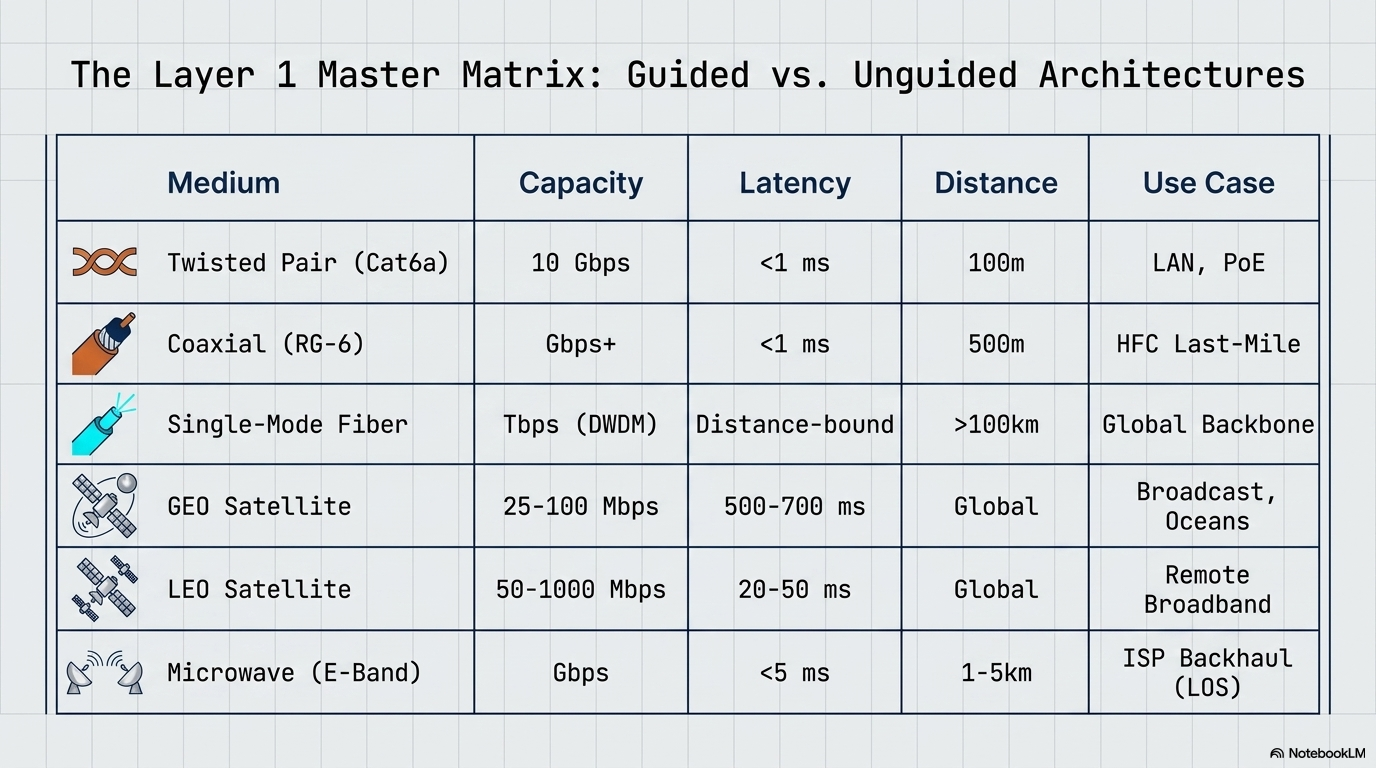 The Layer 1 Master Matrix: Guided vs. Unguided Architectures
Medium Capacity Latency Distance Use Case
Twisted Pair (Cat6a) 10 Gbps <1 ms 100m LAN, PoE
Coaxial (RG-6) Gbps+ <1 ms 500m HFC Last-Mile
Single-Mode Fiber Tbps (DWDM) Distance-bound >100km Global Backbone
GEO Satellite 25-100 Mbps 500-700 ms Global Broadcast,
Oceans
LEO Satellite 50-1000 Mbps 20-50 ms Global Remote
Broadband
Microwave (E-Band) Gbps <5 ms 1-5km ISP Backhaul
(LOS)
NotebookLM